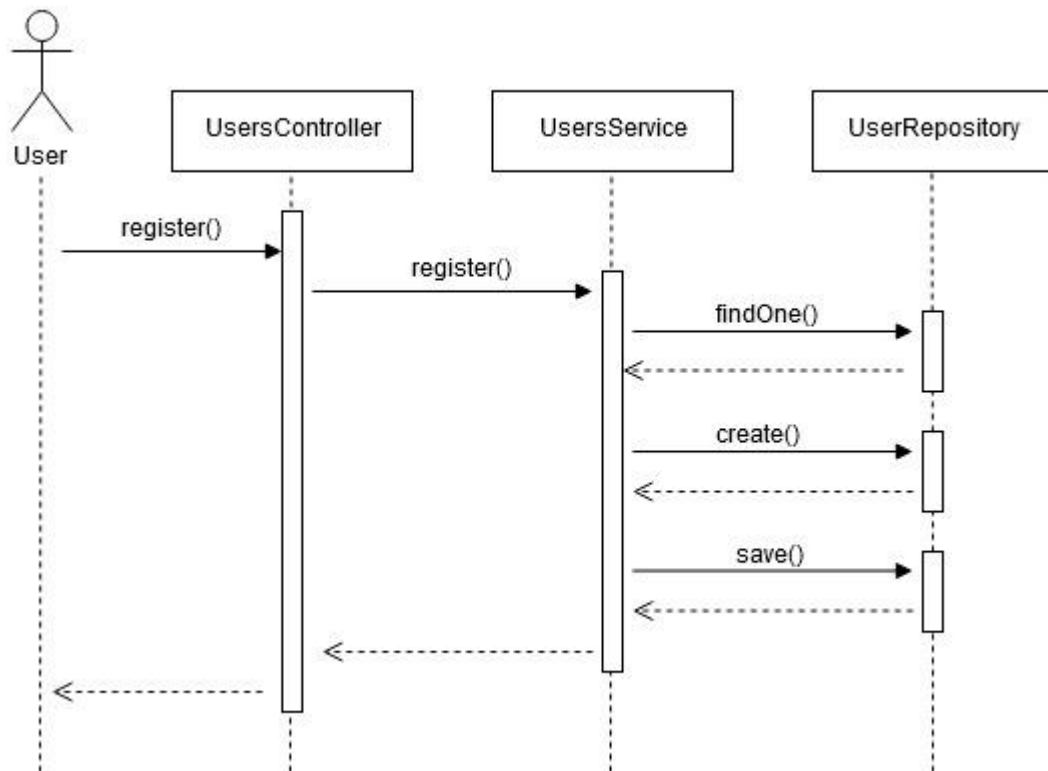 User
UsersController
UsersService
UserRepository
register()
register()
findOne()
create()
save()